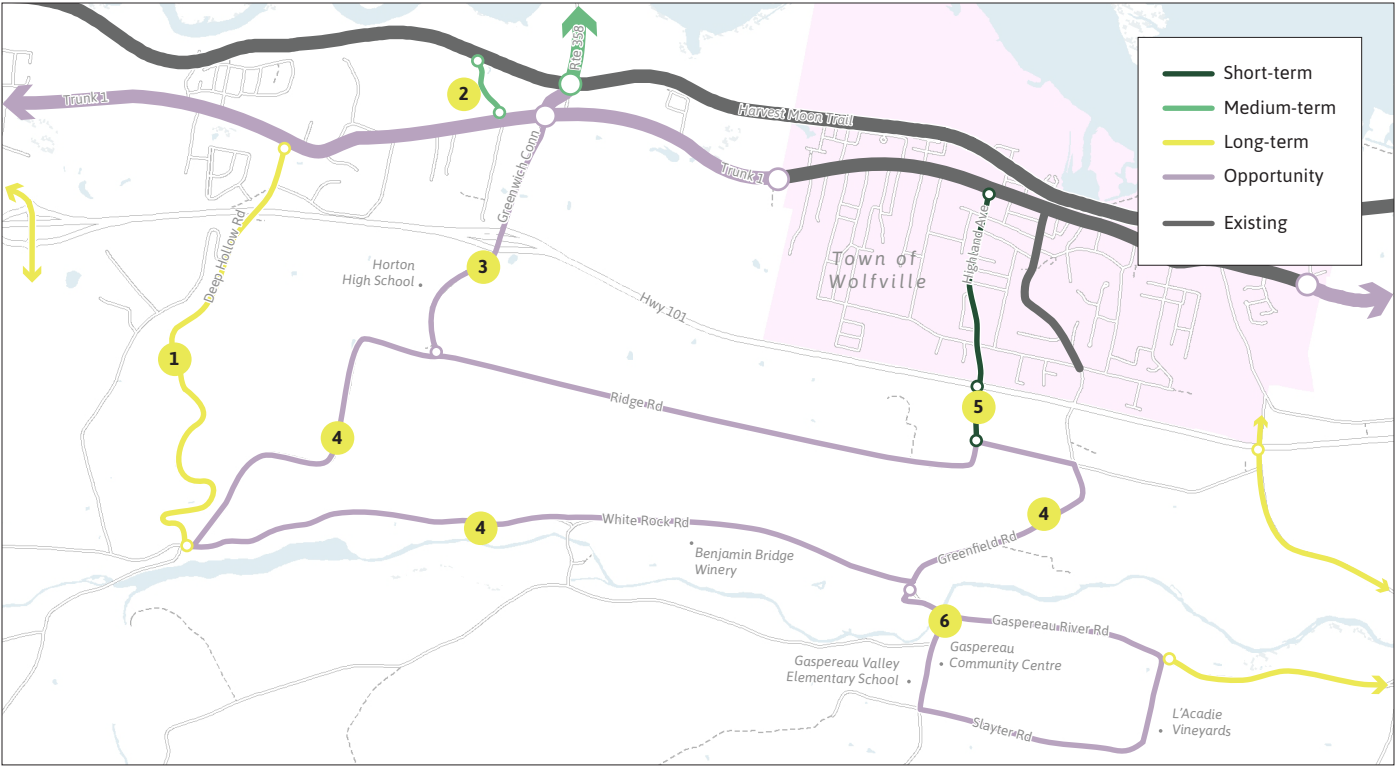 Rte 358
Short-term
Medium-term
Long-term
Opportunity
Existing
Trunk 1
2
Harvest Moon Trail
Greenwich Conn
Trunk 1
Deep Hollow Rd
Highland Ave
Town of
Wolfville
Horton
High School
3
Hwy 101
1
Ridge Rd
5
4
4
White Rock Rd
4
Benjamin Bridge
Winery
Greenfield Rd
6
Gaspereau River Rd
Gaspereau
Community Centre
Gaspereau Valley
Elementary School
Slayter Rd
L'Acadie
Vineyards